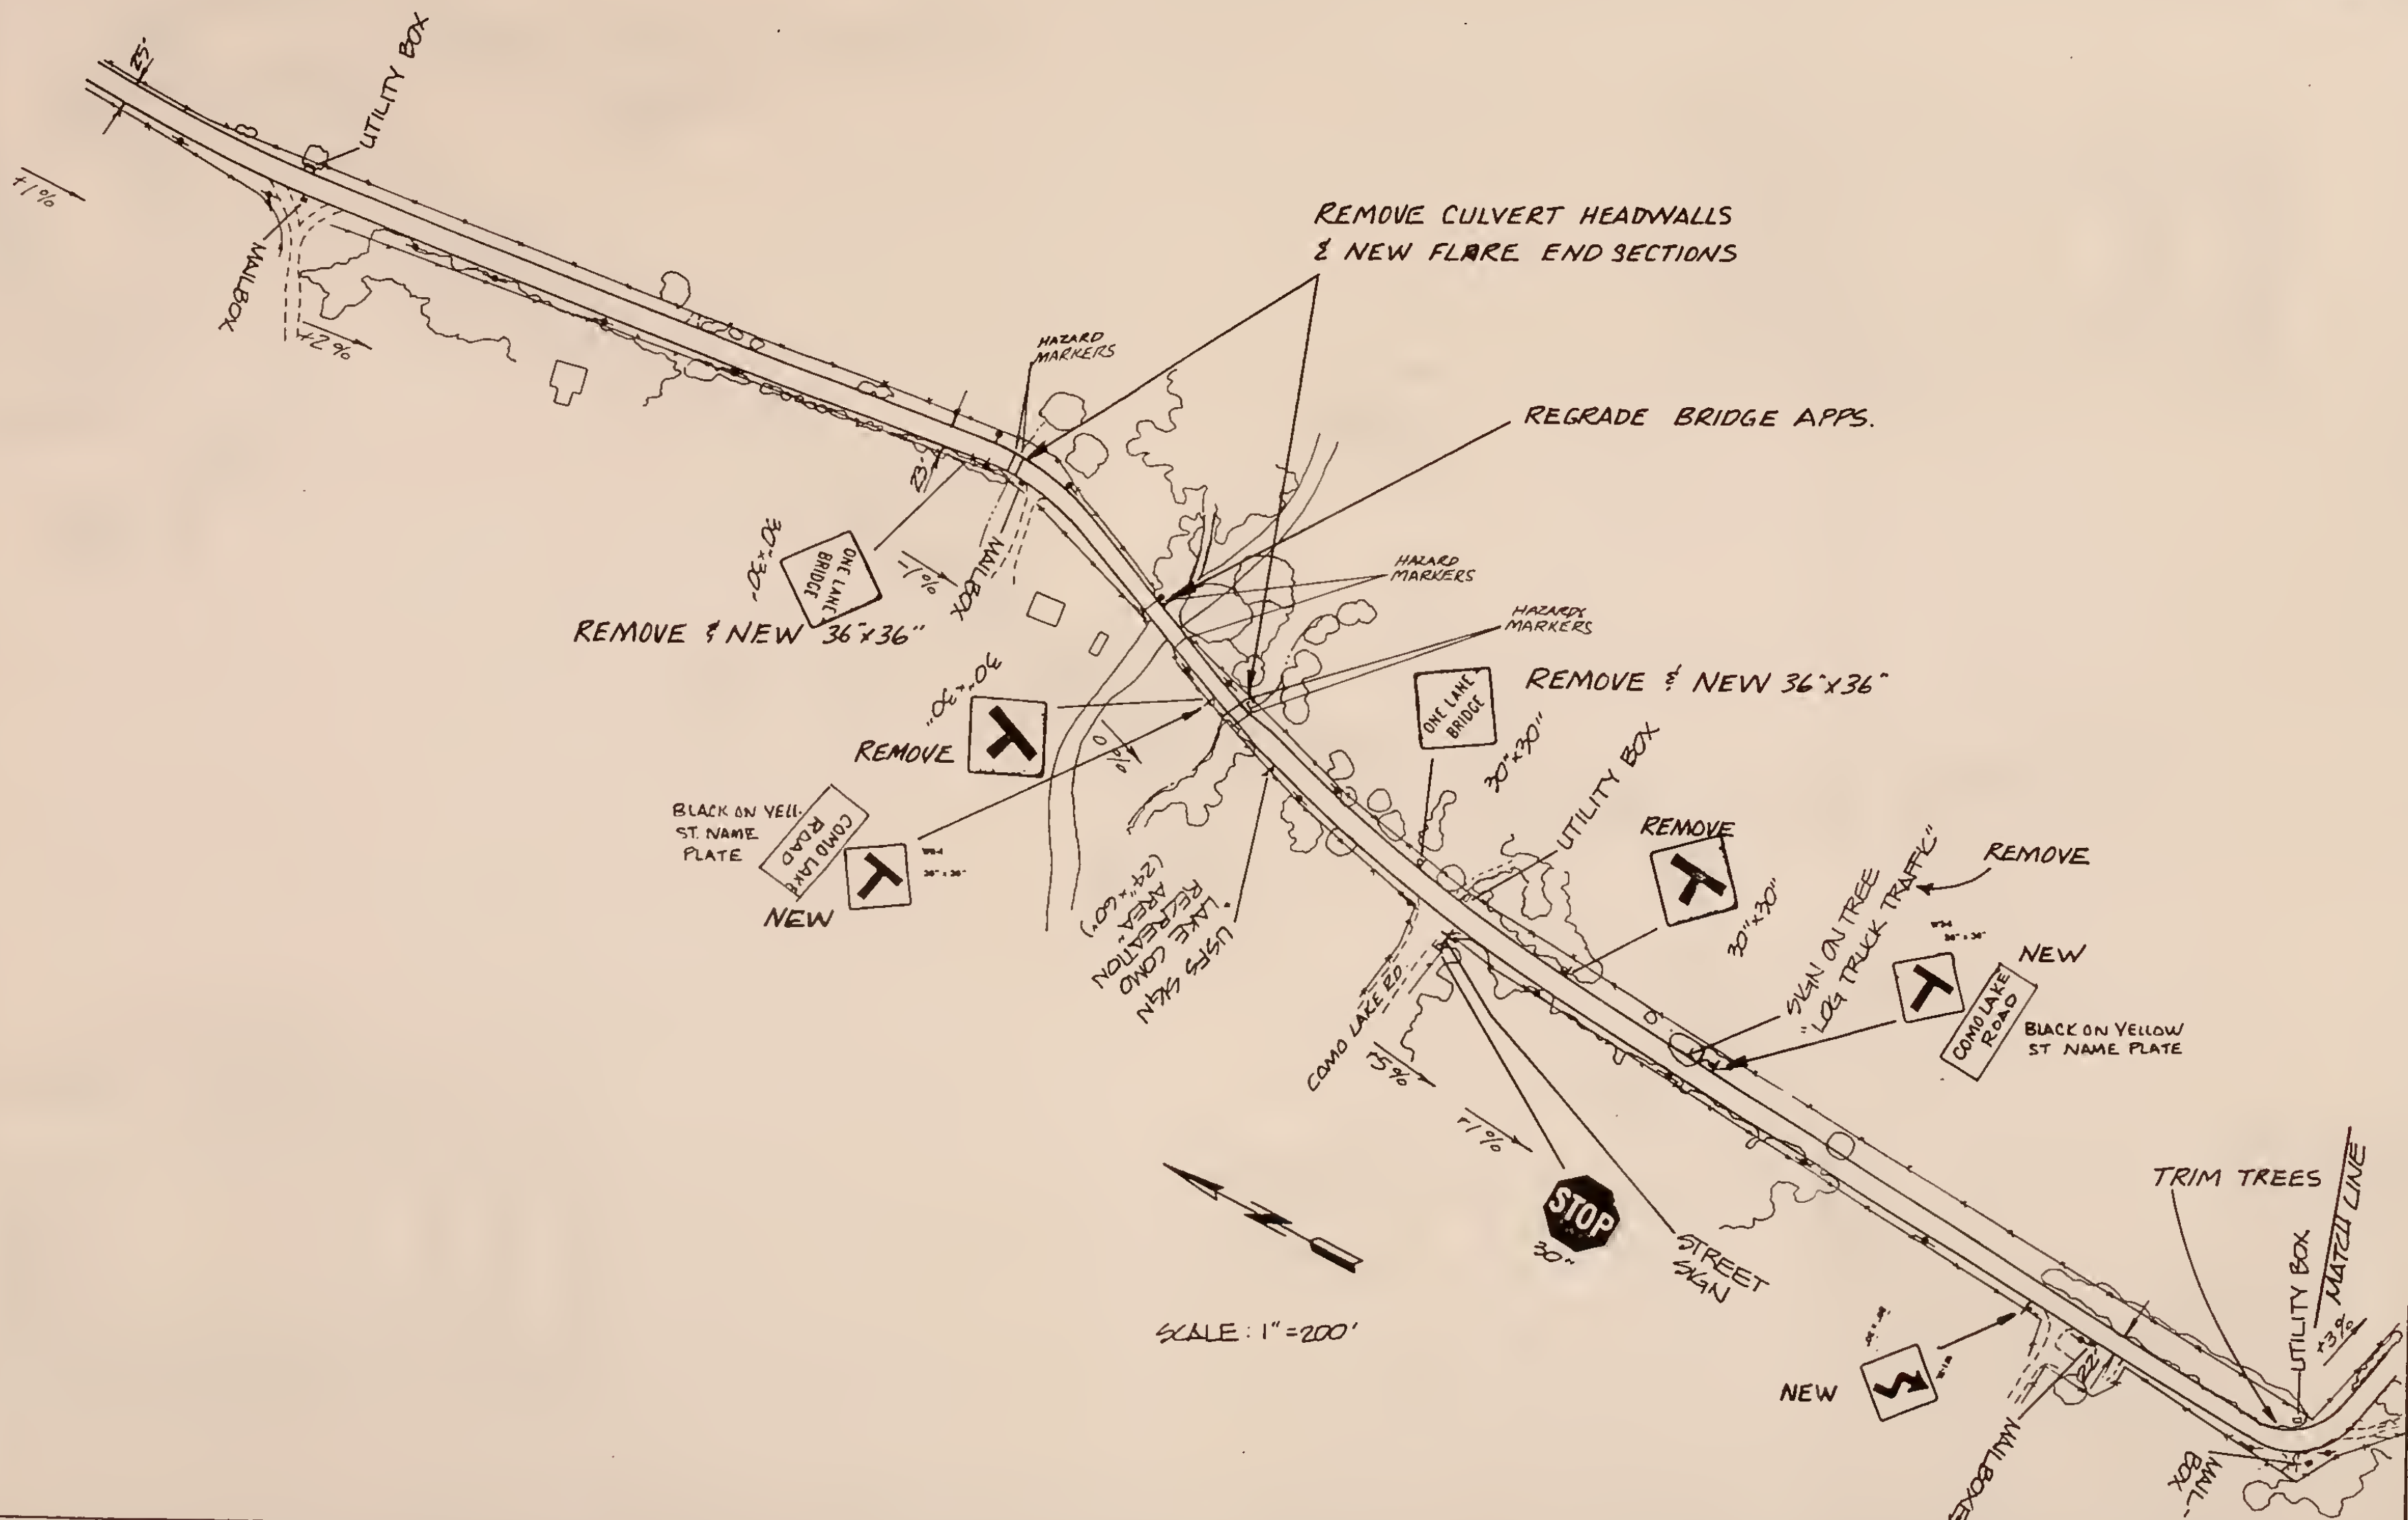 25'
UTILITY BOX
+1%
MAILBOX
+2%
REMOVE CULVERT HEADWALLS
& NEW FLARE END SECTIONS
HAZARD
MARKERS
REGRADE BRIDGE APPS.
23'
30"x30"
ONE LANE
BRIDGE
REMOVE & NEW 36"x36"
-1%
MAILBOX
HAZARD
MARKERS
HAZARDS
MARKERS
ONE LANE
BRIDGE
REMOVE & NEW 36"x36"
30"x30"
30"x30"
REMOVE
0%
UTILITY BOX
BLACK ON YELL.
ST. NAME
PLATE
COMO LAKE
ROAD
NEW
USFS SIGN
"LAKE COMO
RECREATION
AREA"
(24"x60")
REMOVE
30"x30"
SIGN ON TREE
"LOG TRUCK TRAFFIC"
REMOVE
NEW
COMO LAKE
ROAD
BLACK ON YELLOW
ST NAME PLATE
COMO LAKE RD.
5%
+1%
STOP
30"
STREET
SIGN
SCALE: 1"=200'
TRIM TREES
UTILITY BOX
MATCH LINE
+3%
NEW
22'
MAILBOXE
MAIL-
BOX